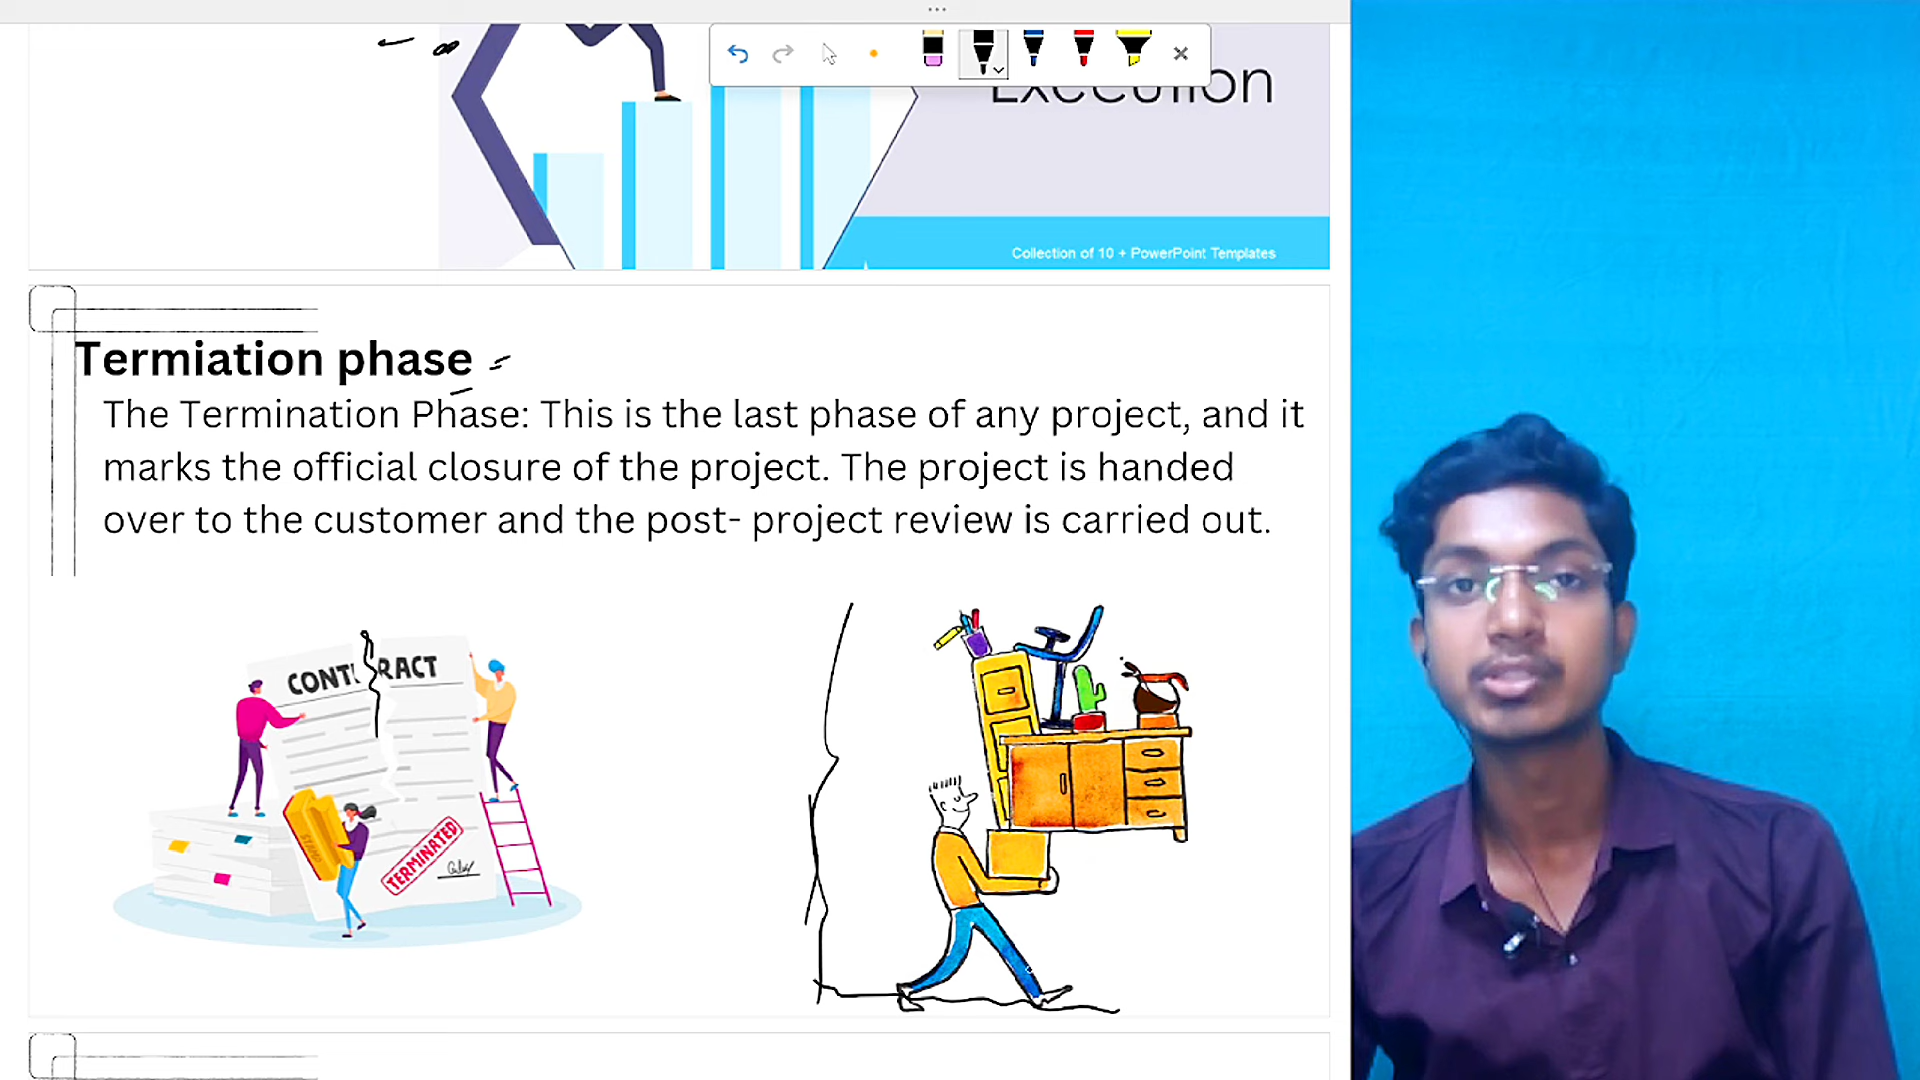 Execution
Collection of 10 + PowerPoint Templates
Termiation phase
The Termination Phase: This is the last phase of any project, and it
marks the official closure of the project. The project is handed
over to the customer and the post- project review is carried out.
CONTRACT
STAMP
TERMINATED